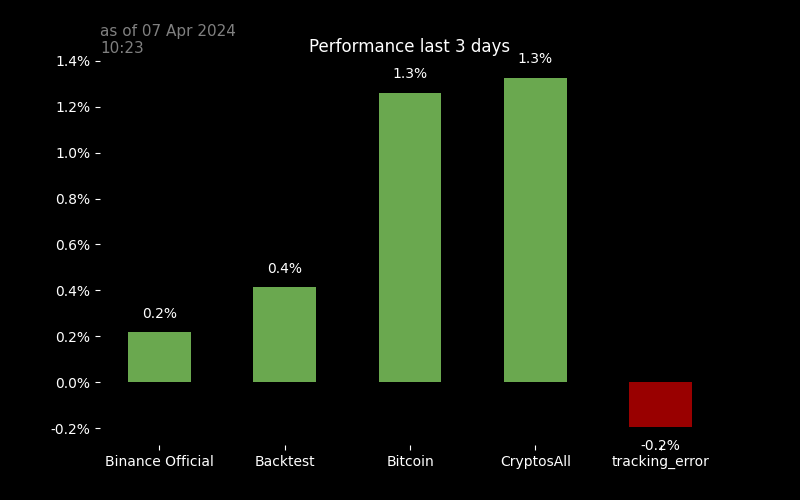 as of 07 Apr 2024
10:23
Performance last 3 days
1.4%
1.2%
1.0%
0.8%
0.6%
0.4%
0.2%
0.0%
-0.2%
0.2%
0.4%
1.3%
1.3%
-0.2%
Binance Official
Backtest
Bitcoin
CryptosAll
tracking_error